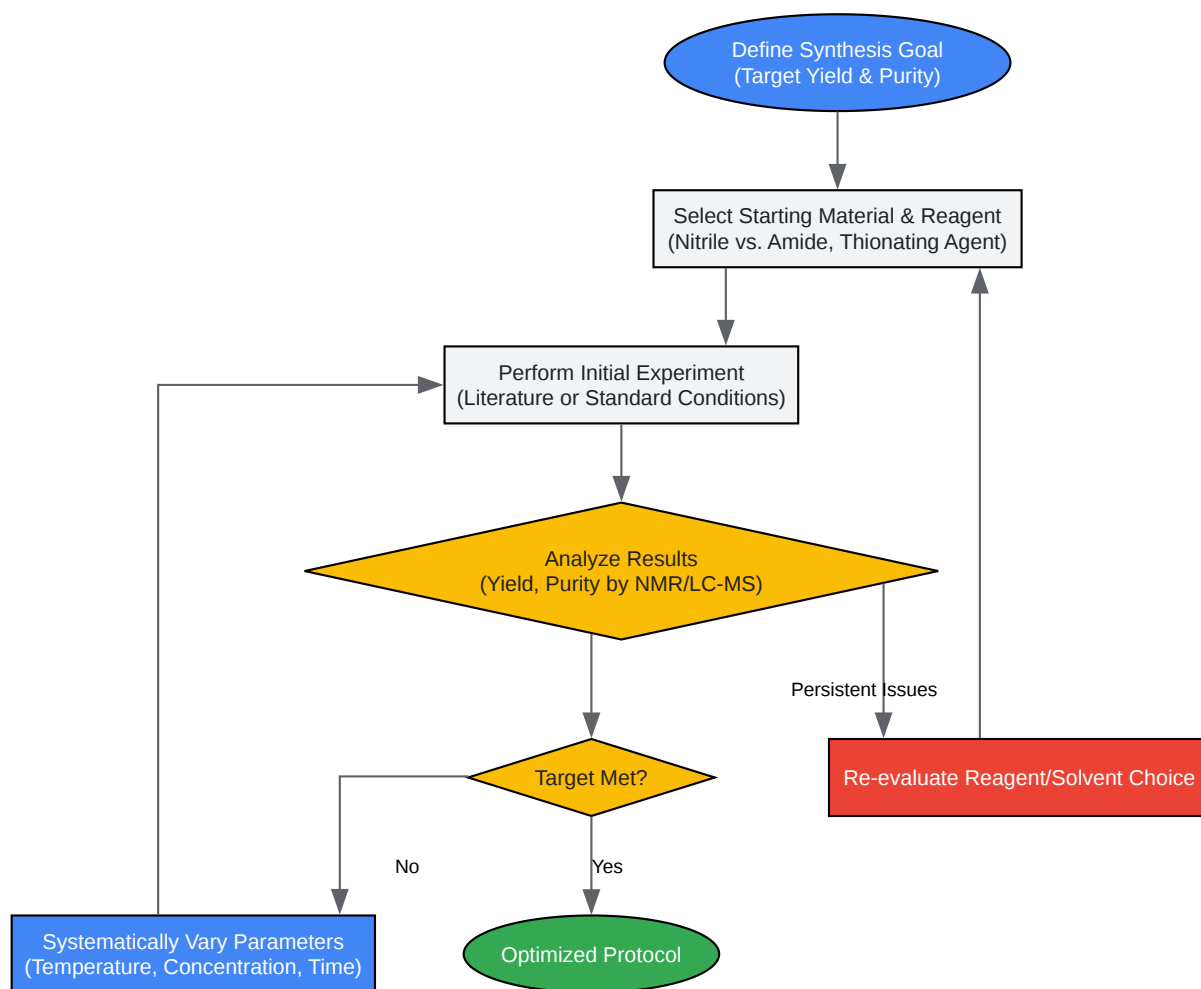 Define Synthesis Goal
(Target Yield & Purity)
Select Starting Material & Reagent
(Nitrile vs. Amide, Thionating Agent)
Perform Initial Experiment
(Literature or Standard Conditions)
Analyze Results
(Yield, Purity by NMR/LC-MS)
Persistent Issues
Target Met?
Re-evaluate Reagent/Solvent Choice
No
Yes
Systematically Vary Parameters
(Temperature, Concentration, Time)
Optimized Protocol